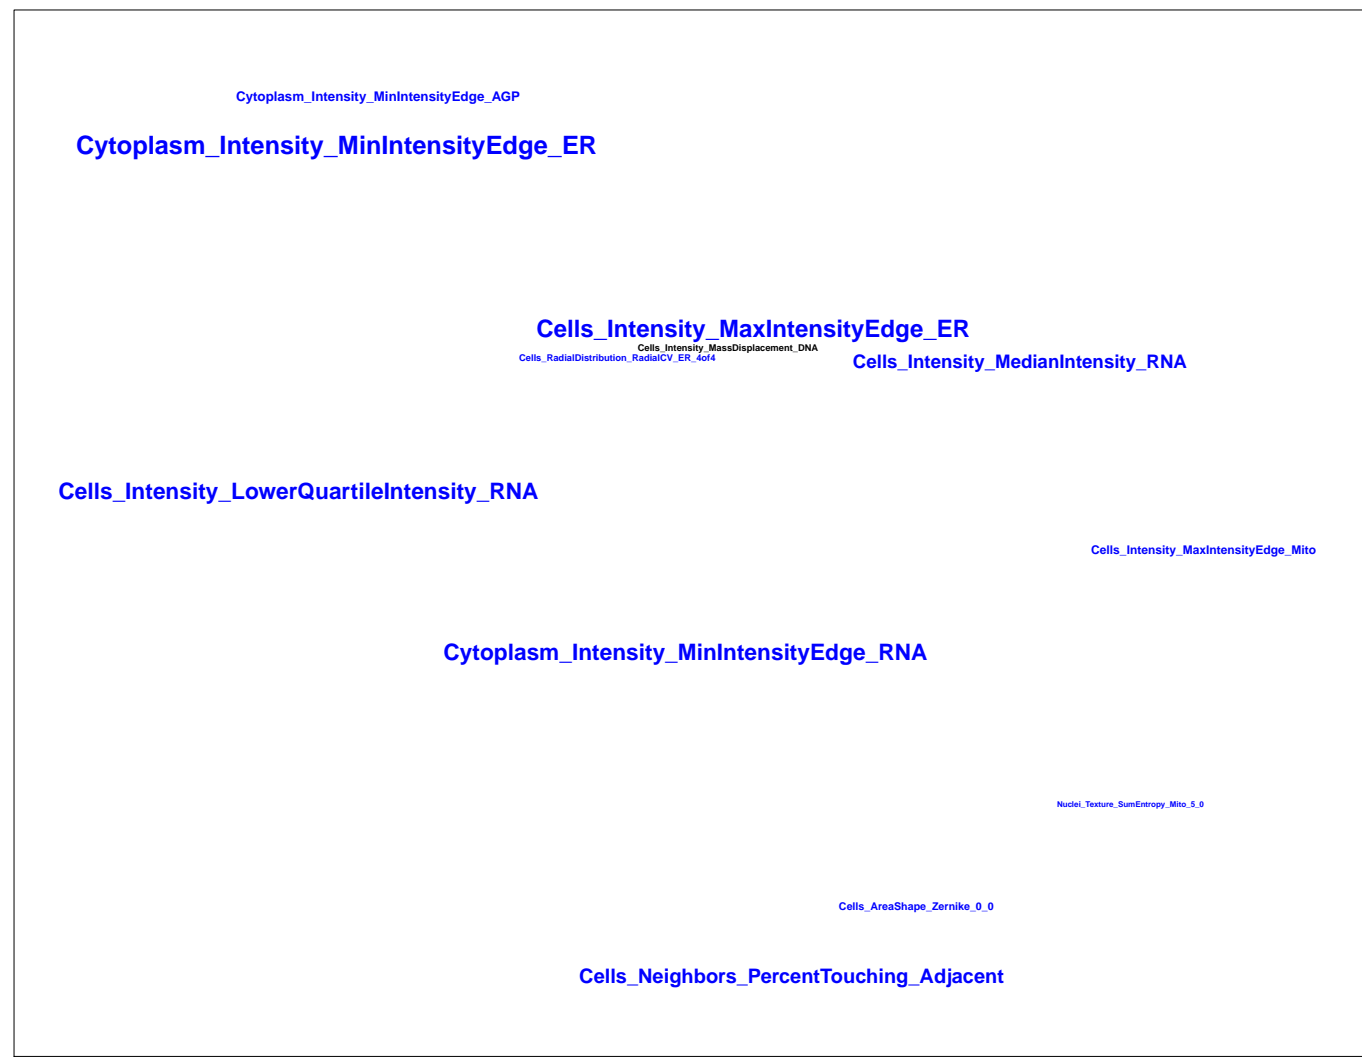 Cytoplasm_Intensity_MinIntensityEdge_AGP
Cytoplasm_Intensity_MinIntensityEdge_ER
Cells_Intensity_MaxIntensityEdge_ER
Cells_Intensity_MassDisplacement_DNA
Cells_RadialDistribution_RadialCV_ER_4of4
Cells_Intensity_MedianIntensity_RNA
Cells_Intensity_LowerQuartileIntensity_RNA
Cells_Intensity_MaxIntensityEdge_Mito
Cytoplasm_Intensity_MinIntensityEdge_RNA
Nuclei_Texture_SumEntropy_Mito_5_0
Cells_AreaShape_Zernike_0_0
Cells_Neighbors_PercentTouching_Adjacent